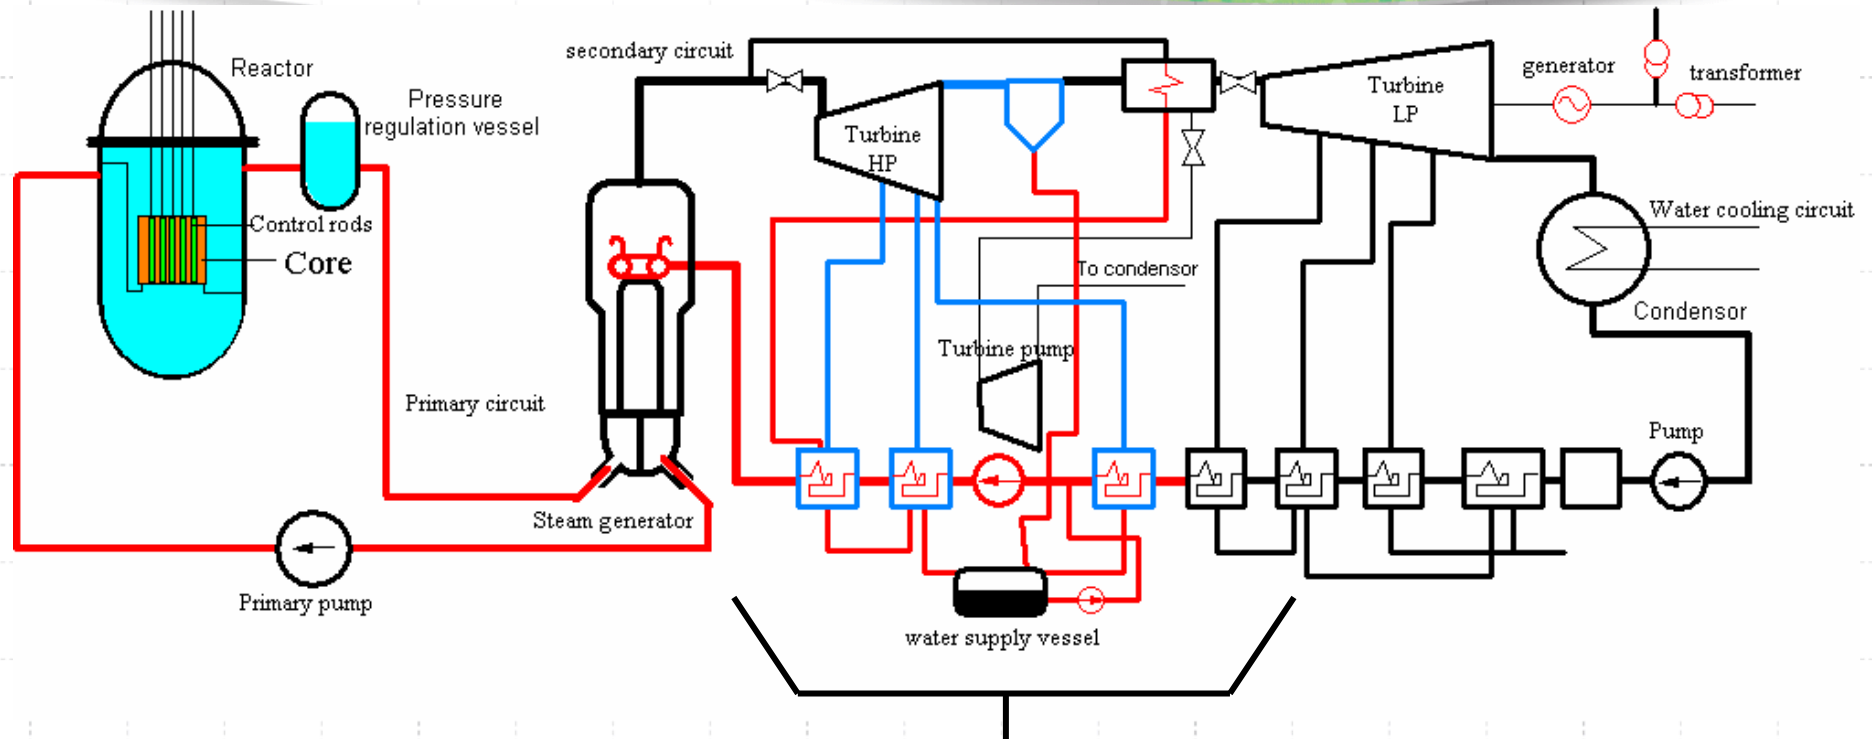 Reactor
Pressure
regulation vessel
Control rods
Core
Primary circuit
Primary pump
Steam generator
secondary circuit
Turbine
HP
To condensor
Turbine pump
water supply vessel
Turbine
LP
generator
transformer
Water cooling circuit
Condensor
Pump